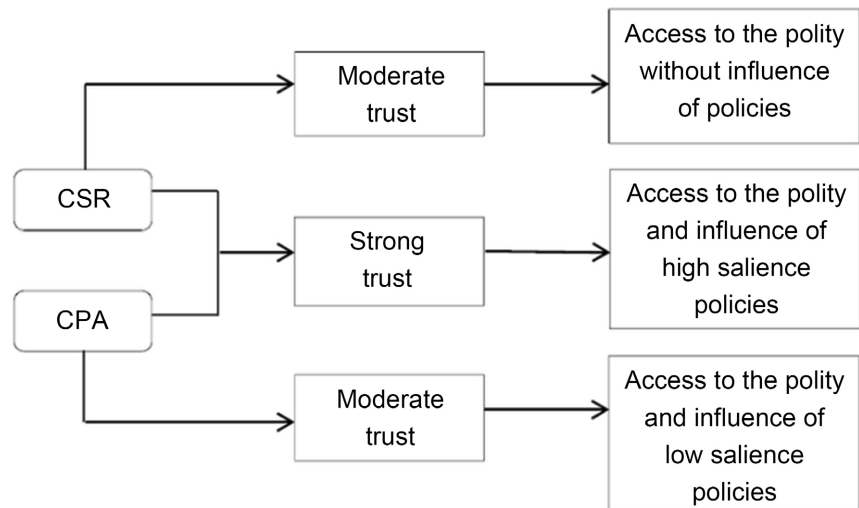 Moderate
trust
Access to the polity
without influence
of policies
CSR
Strong
trust
Access to the polity
and influence of
high salience
policies
CPA
Moderate
trust
Access to the polity
and influence of
low salience
policies